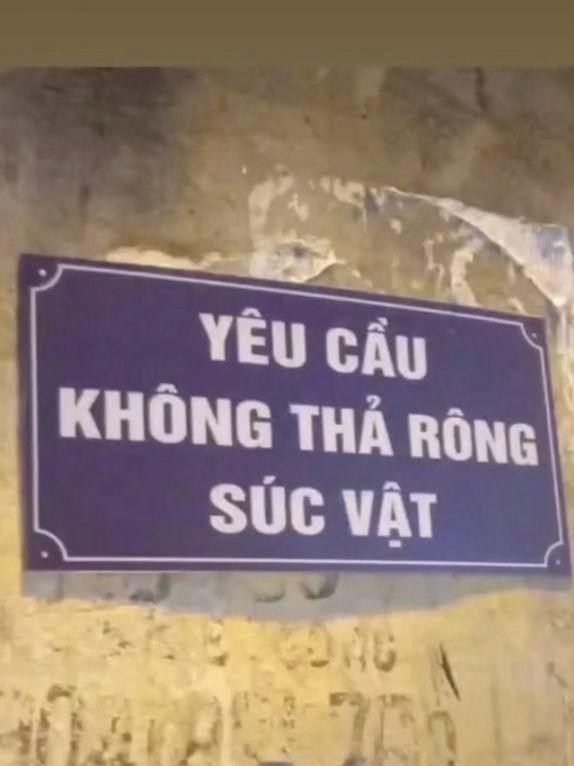 YÊU CẦU
KHÔNG THẢ RÔNG
SÚC VẬT